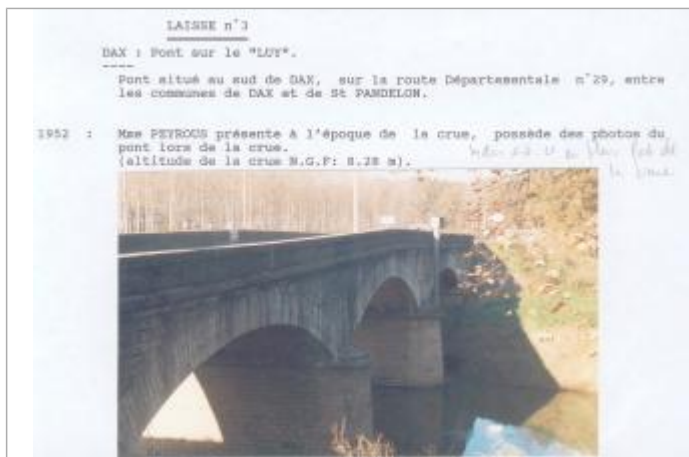 LAISSE n°3
DAX : Pont sur le "LUY".
Pont situé au sud de DAX, sur la route Départementale n°29, entre
les communes de DAX et de St PANDELON.
1952 : Mme PEYROUS présente à l'époque de la crue, possède des photos du
pont lors de la crue.
(altitude de la crue N.G.F: 8.28 m).